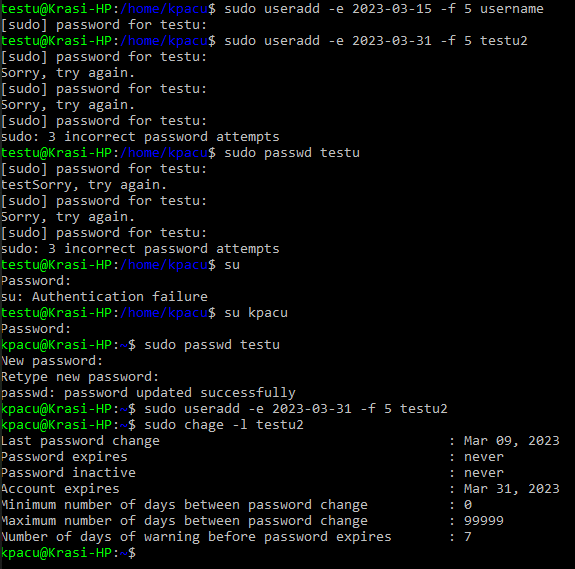 testu@Krasi-HP:/home/kpacu$ sudo useradd -e 2023-03-15 -f 5 username
[sudo] password for testu:
testu@Krasi-HP:/home/kpacu$ sudo useradd -e 2023-03-31 -f 5 testu2
[sudo] password for testu:
Sorry, try again.
[sudo] password for testu:
Sorry, try again.
[sudo] password for testu:
sudo: 3 incorrect password attempts
testu@Krasi-HP:/home/kpacu$ sudo passwd testu
[sudo] password for testu:
testSorry, try again.
[sudo] password for testu:
Sorry, try again.
[sudo] password for testu:
sudo: 3 incorrect password attempts
testu@Krasi-HP:/home/kpacu$ su
Password:
su: Authentication failure
testu@Krasi-HP:/home/kpacu$ su kpacu
Password:
kpacu@Krasi-HP:~$ sudo passwd testu
New password:
Retype new password:
passwd: password updated successfully
kpacu@Krasi-HP:~$ sudo useradd -e 2023-03-31 -f 5 testu2
kpacu@Krasi-HP:~$ sudo chage -l testu2
Last password change : Mar 09, 2023
Password expires : never
Password inactive : never
Account expires : Mar 31, 2023
Minimum number of days between password change : 0
Maximum number of days between password change : 99999
Number of days of warning before password expires : 7
kpacu@Krasi-HP:~$